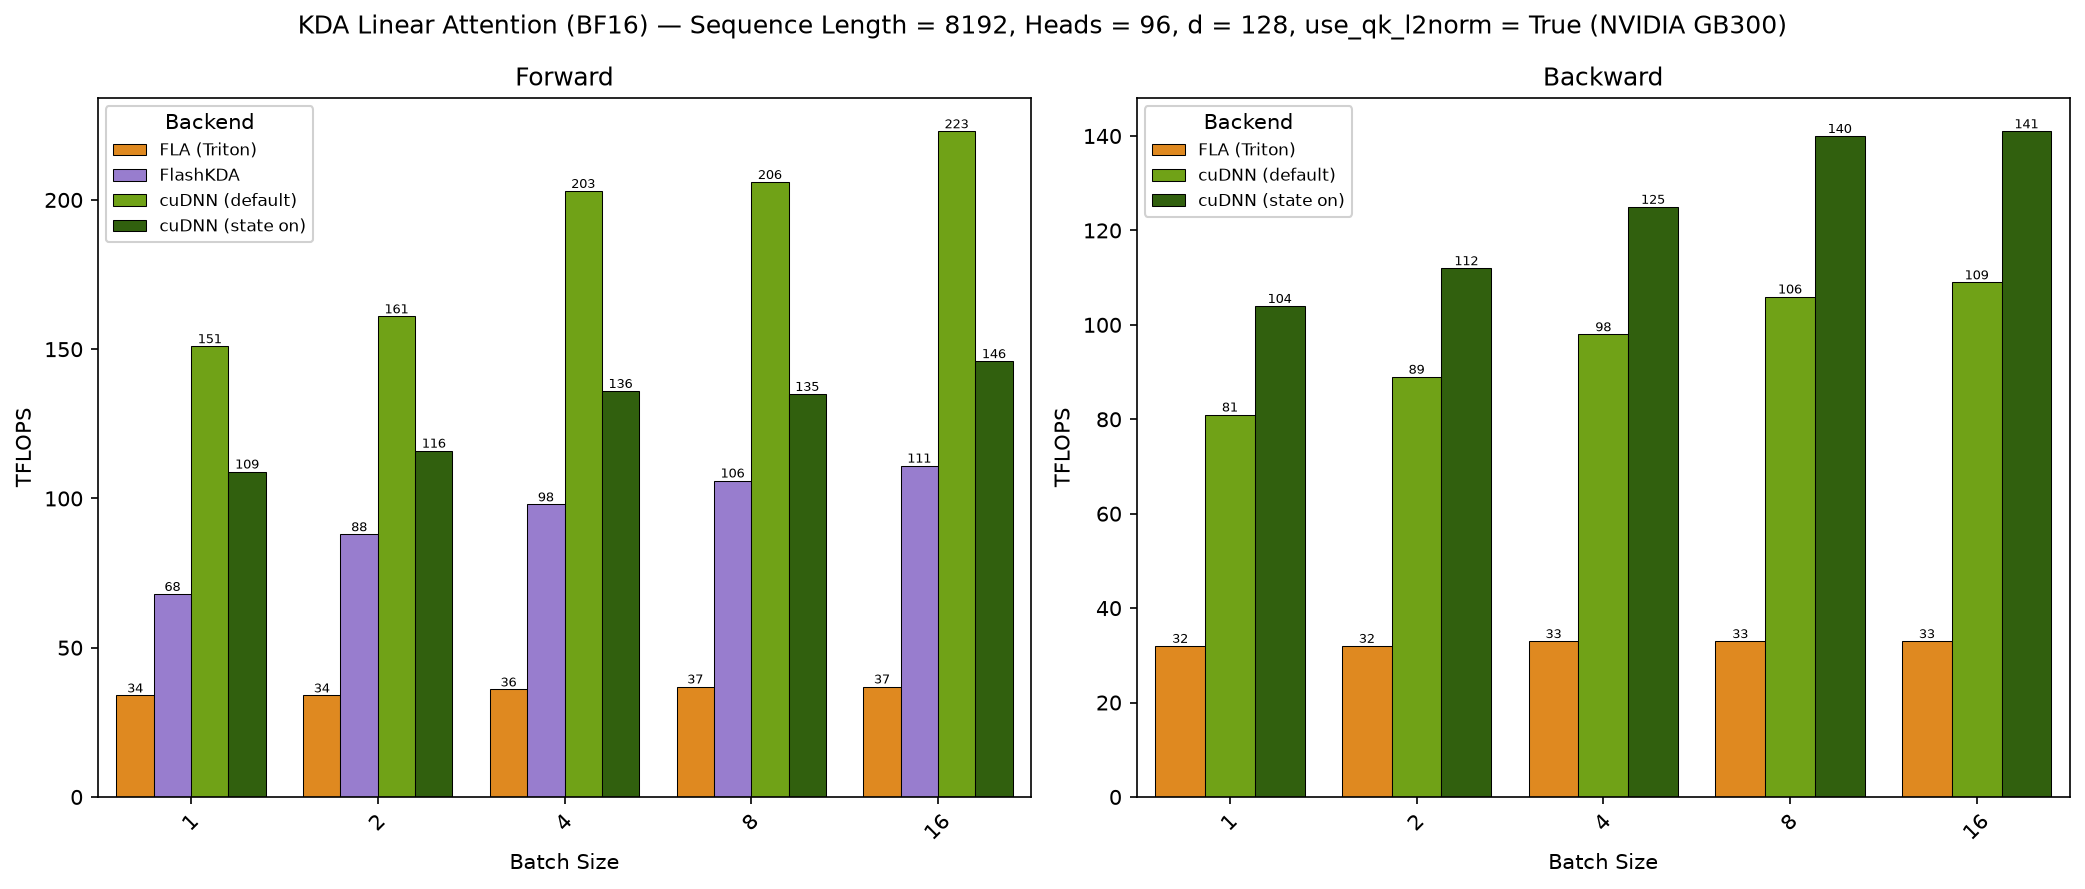 KDA Linear Attention (BF16) — Sequence Length = 8192, Heads = 96, d = 128, use_qk_l2norm = True (NVIDIA GB300)
Forward
Backend
FLA (Triton)
FlashKDA
cuDNN (default)
cuDNN (state on)
TFLOPS
200
150
100
50
0
34 68 151 109
34 88 161 116
36 98 203 136
37 106 206 135
37 111 223 146
1 2 4 8 16
Batch Size
Backward
Backend
FLA (Triton)
cuDNN (default)
cuDNN (state on)
TFLOPS
140
120
100
80
60
40
20
0
32 81 104
32 89 112
33 98 125
33 106 140
33 109 141
1 2 4 8 16
Batch Size